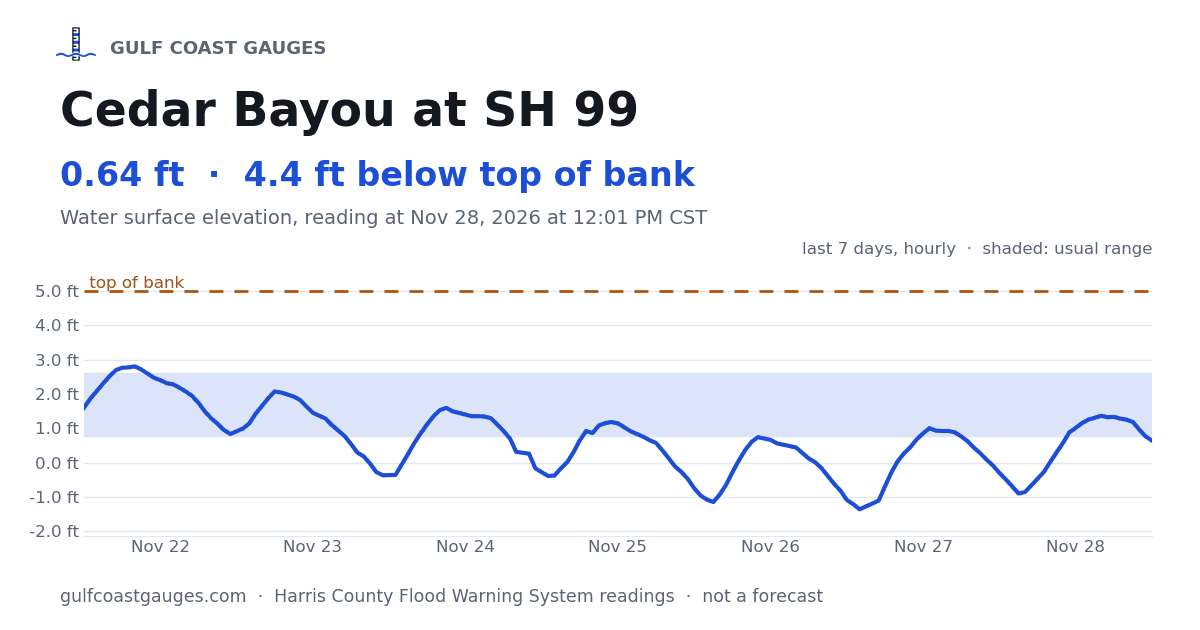 GULF COAST GAUGES
Cedar Bayou at SH 99
0.64 ft · 4.4 ft below top of bank
Water surface elevation, reading at Nov 28, 2026 at 12:01 PM CST
last 7 days, hourly · shaded: usual range
top of bank
5.0 ft
4.0 ft
3.0 ft
2.0 ft
1.0 ft
0.0 ft
-1.0 ft
-2.0 ft
Nov 22 Nov 23 Nov 24 Nov 25 Nov 26 Nov 27 Nov 28
gulfcoastgauges.com · Harris County Flood Warning System readings · not a forecast